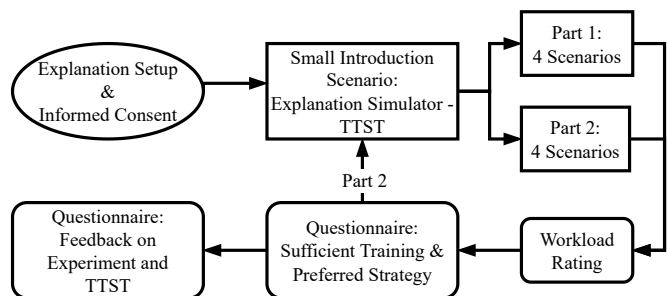 Explanation Setup
&
Informed Consent
Small Introduction
Scenario:
Explanation Simulator -
TTST
Part 1:
4 Scenarios
Part 2:
4 Scenarios
Part 2
Questionnaire:
Feedback on
Experiment and
TTST
Questionnaire:
Sufficient Training &
Preferred Strategy
Workload
Rating